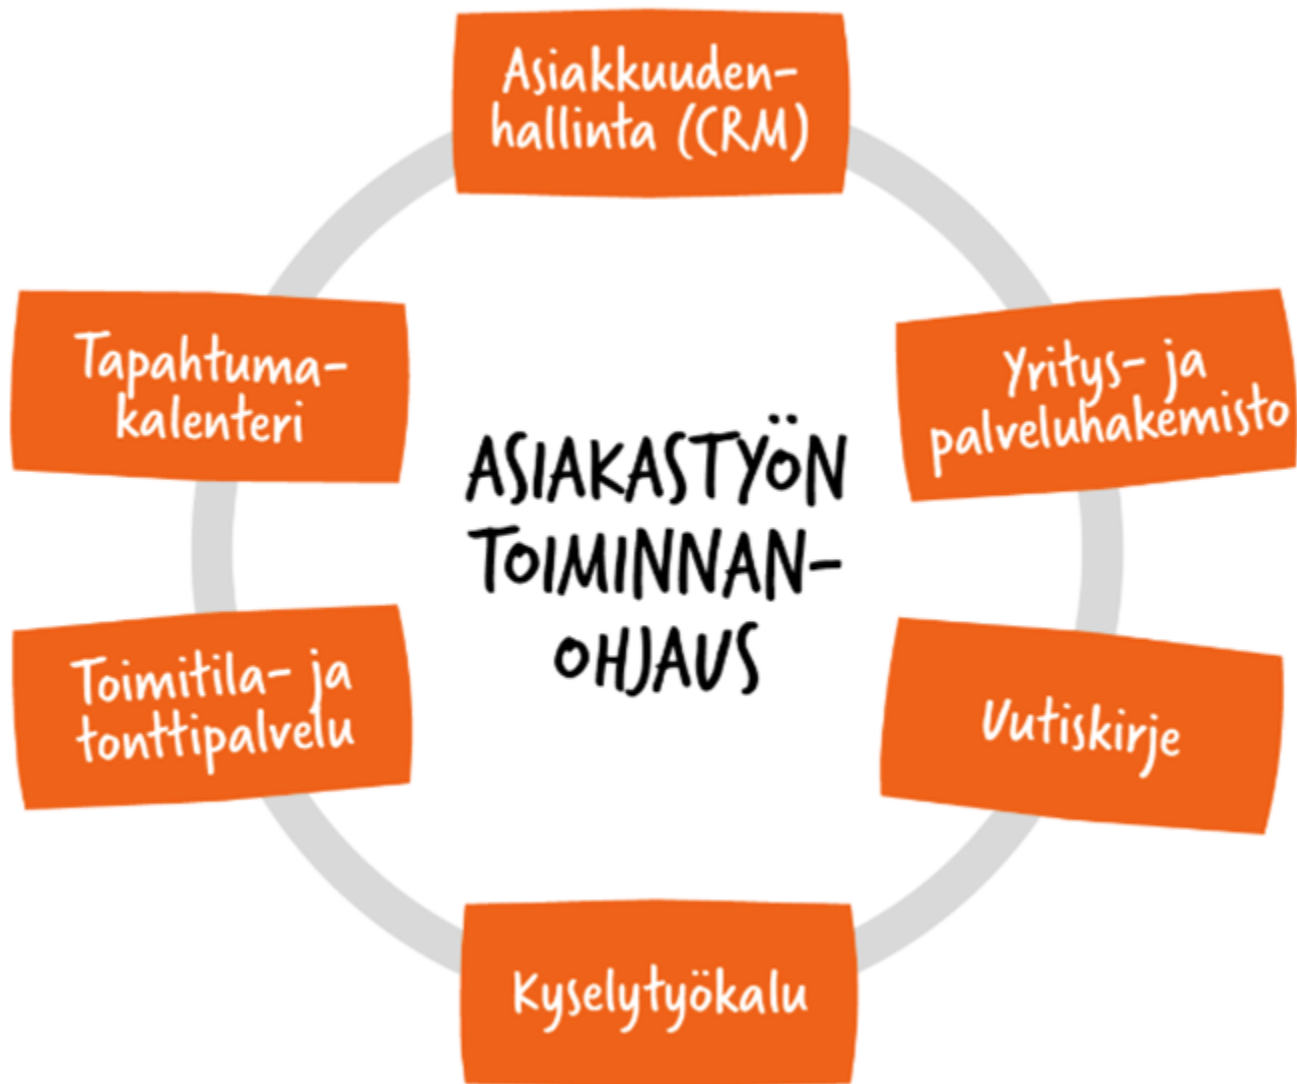 Asiakkuuden-
hallinta (CRM)
Yritys- ja
palveluhakemisto
Uutiskirje
Kyselytyökalu
Toimitila- ja
tonttipalvelu
Tapahtuma-
kalenteri
ASIAKASTYÖN
TOIMINNAN-
OHJAUS